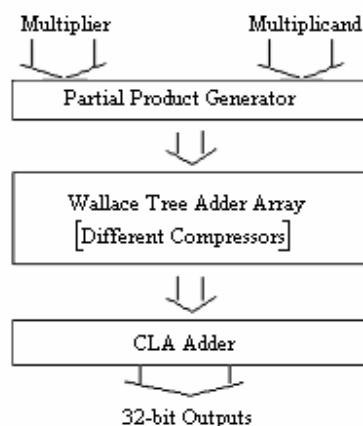 Multiplier Multiplicand
Partial Product Generator
Wallace Tree Adder Array
[Different Compressors]
CLA Adder
32-bit Outputs